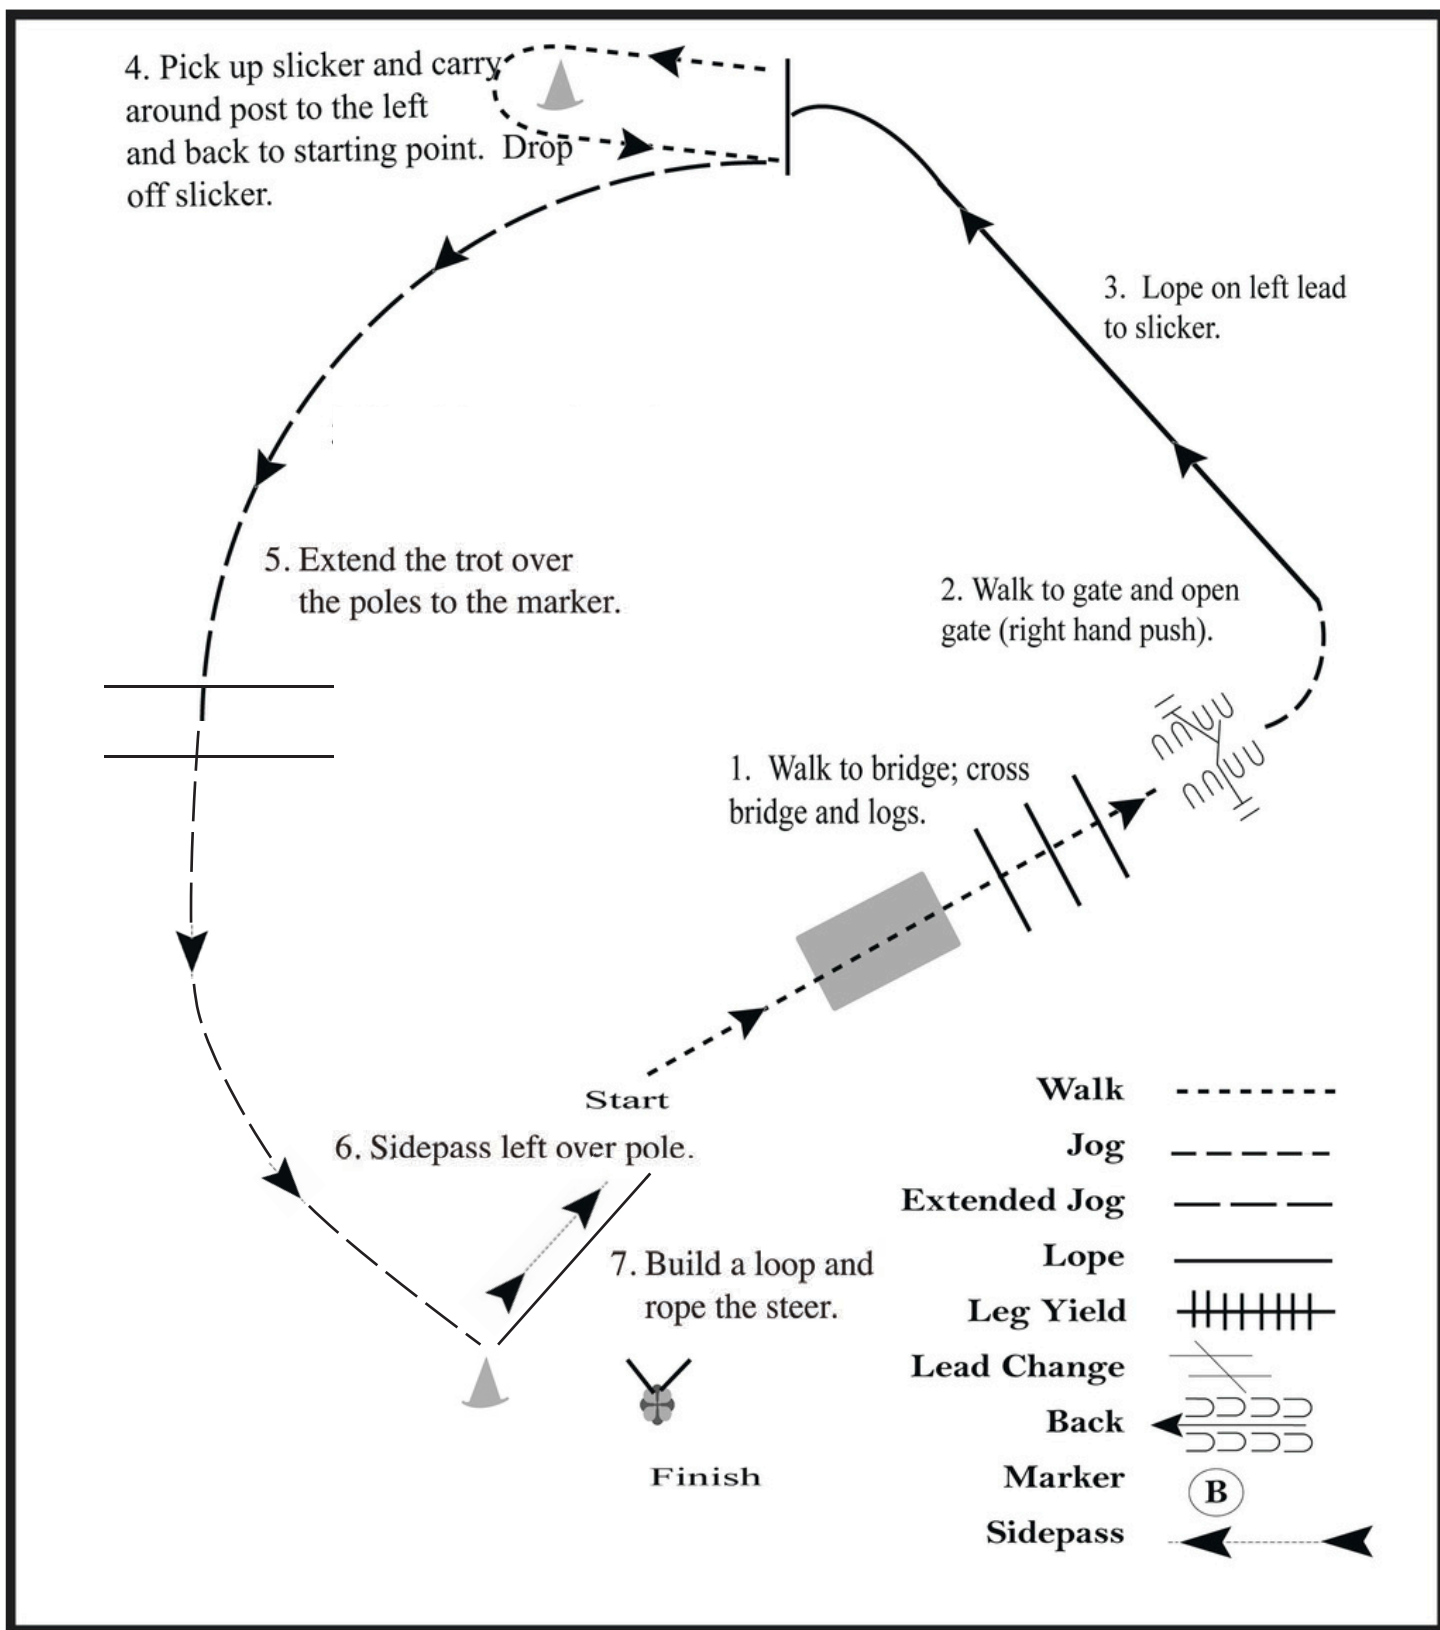 4. Pick up slicker and carry
around post to the left
and back to starting point.  Drop
off slicker.
3.  Lope on left lead
to slicker.
5. Extend the trot over
the poles to the marker.
2. Walk to gate and open
gate (right hand push).
1.  Walk to bridge; cross
bridge and logs.
Start
6. Sidepass left over pole.
7. Build a loop and
rope the steer.
Finish
Walk
Jog
Extended Jog
Lope
Leg Yield
Lead Change
Back
Marker B
Sidepass